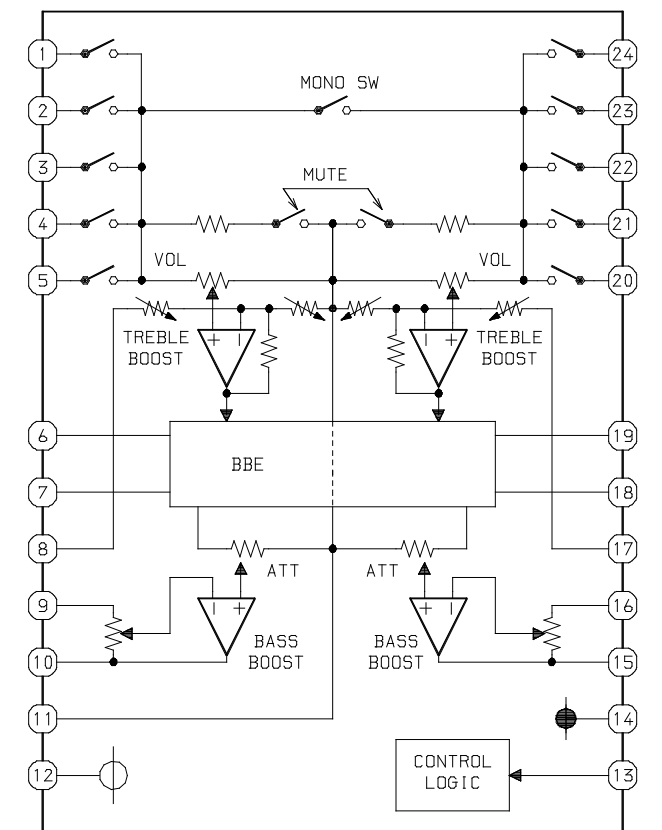 1
24
MONO SW
2
23
3
22
MUTE
4
21
VOL
VOL
5
20
TREBLE
BOOST
+ −
− +
TREBLE
BOOST
6
19
BBE
7
18
8
17
ATT
ATT
9
16
− +
+ −
BASS
BOOST
BASS
BOOST
10
15
11
14
12
CONTROL
LOGIC
13